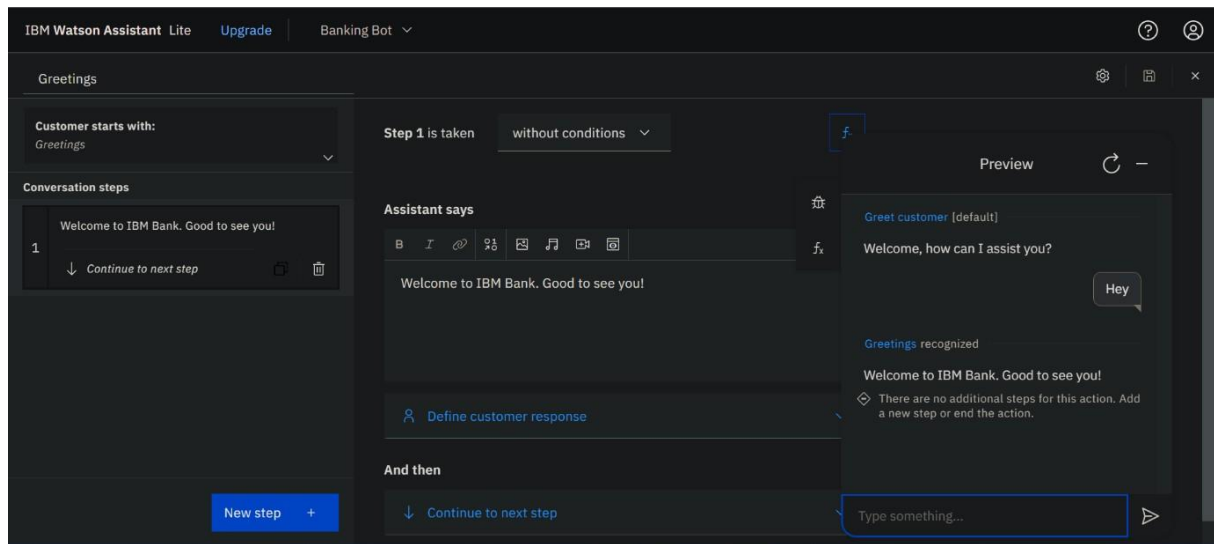 IBM Watson Assistant Lite Upgrade Banking Bot
Greetings
Customer starts with:
Greetings
Conversation steps
1
Welcome to IBM Bank. Good to see you!
Continue to next step
New step +
Step 1 is taken without conditions
Assistant says
B I
Welcome to IBM Bank. Good to see you!
Define customer response
And then
Continue to next step
fx
Preview
Greet customer [default]
Welcome, how can I assist you?
Hey
Greetings recognized
Welcome to IBM Bank. Good to see you!
There are no additional steps for this action. Add
a new step or end the action.
Type something...